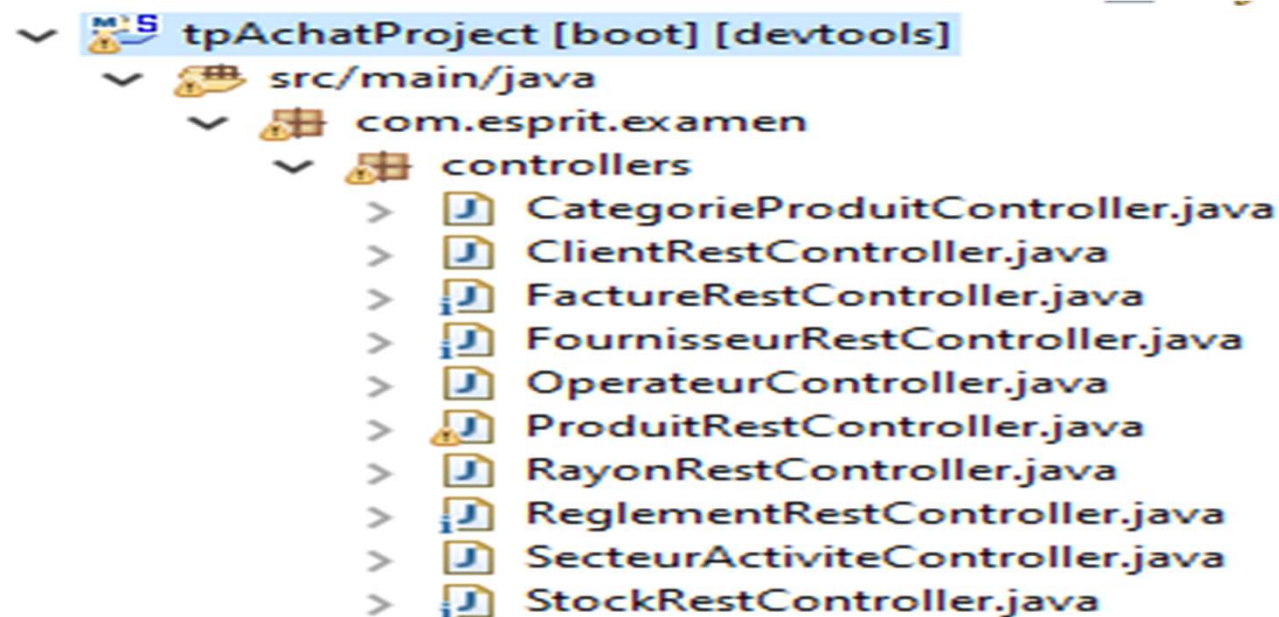 tpAchatProject [boot] [devtools]
src/main/java
com.esprit.examen
controllers
CategorieProduitController.java
ClientRestController.java
FactureRestController.java
FournisseurRestController.java
OperateurController.java
ProduitRestController.java
RayonRestController.java
ReglementRestController.java
SecteurActiviteController.java
StockRestController.java